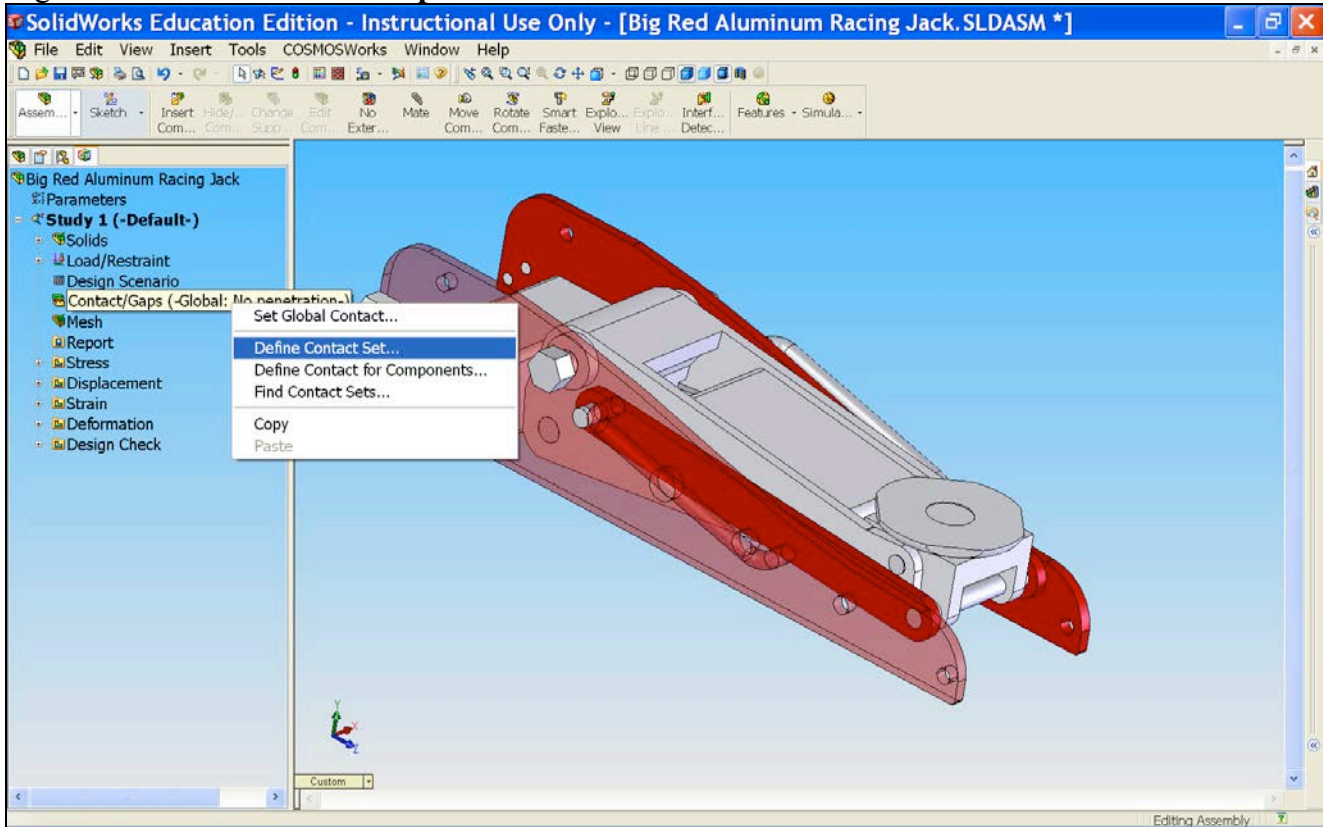 SolidWorks Education Edition - Instructional Use Only - [Big Red Aluminum Racing Jack.SLDASM *]
File Edit View Insert Tools COSMOSWorks Window Help
Assem... Sketch Insert Com... Hide/... Com... Change Supp... Edit Com... No Exter... Mate Move Com... Rotate Com... Smart Faste... Explo... View Explo... Line ... Interf... Detec... Features Simula...
Big Red Aluminum Racing Jack
Parameters
Study 1 (-Default-)
Solids
Load/Restraint
Design Scenario
Contact/Gaps (-Global: No penetration-)
Mesh
Report
Stress
Displacement
Strain
Deformation
Design Check
Set Global Contact...
Define Contact Set...
Define Contact for Components...
Find Contact Sets...
Copy
Paste
Y
X
Z
Custom
Editing Assembly